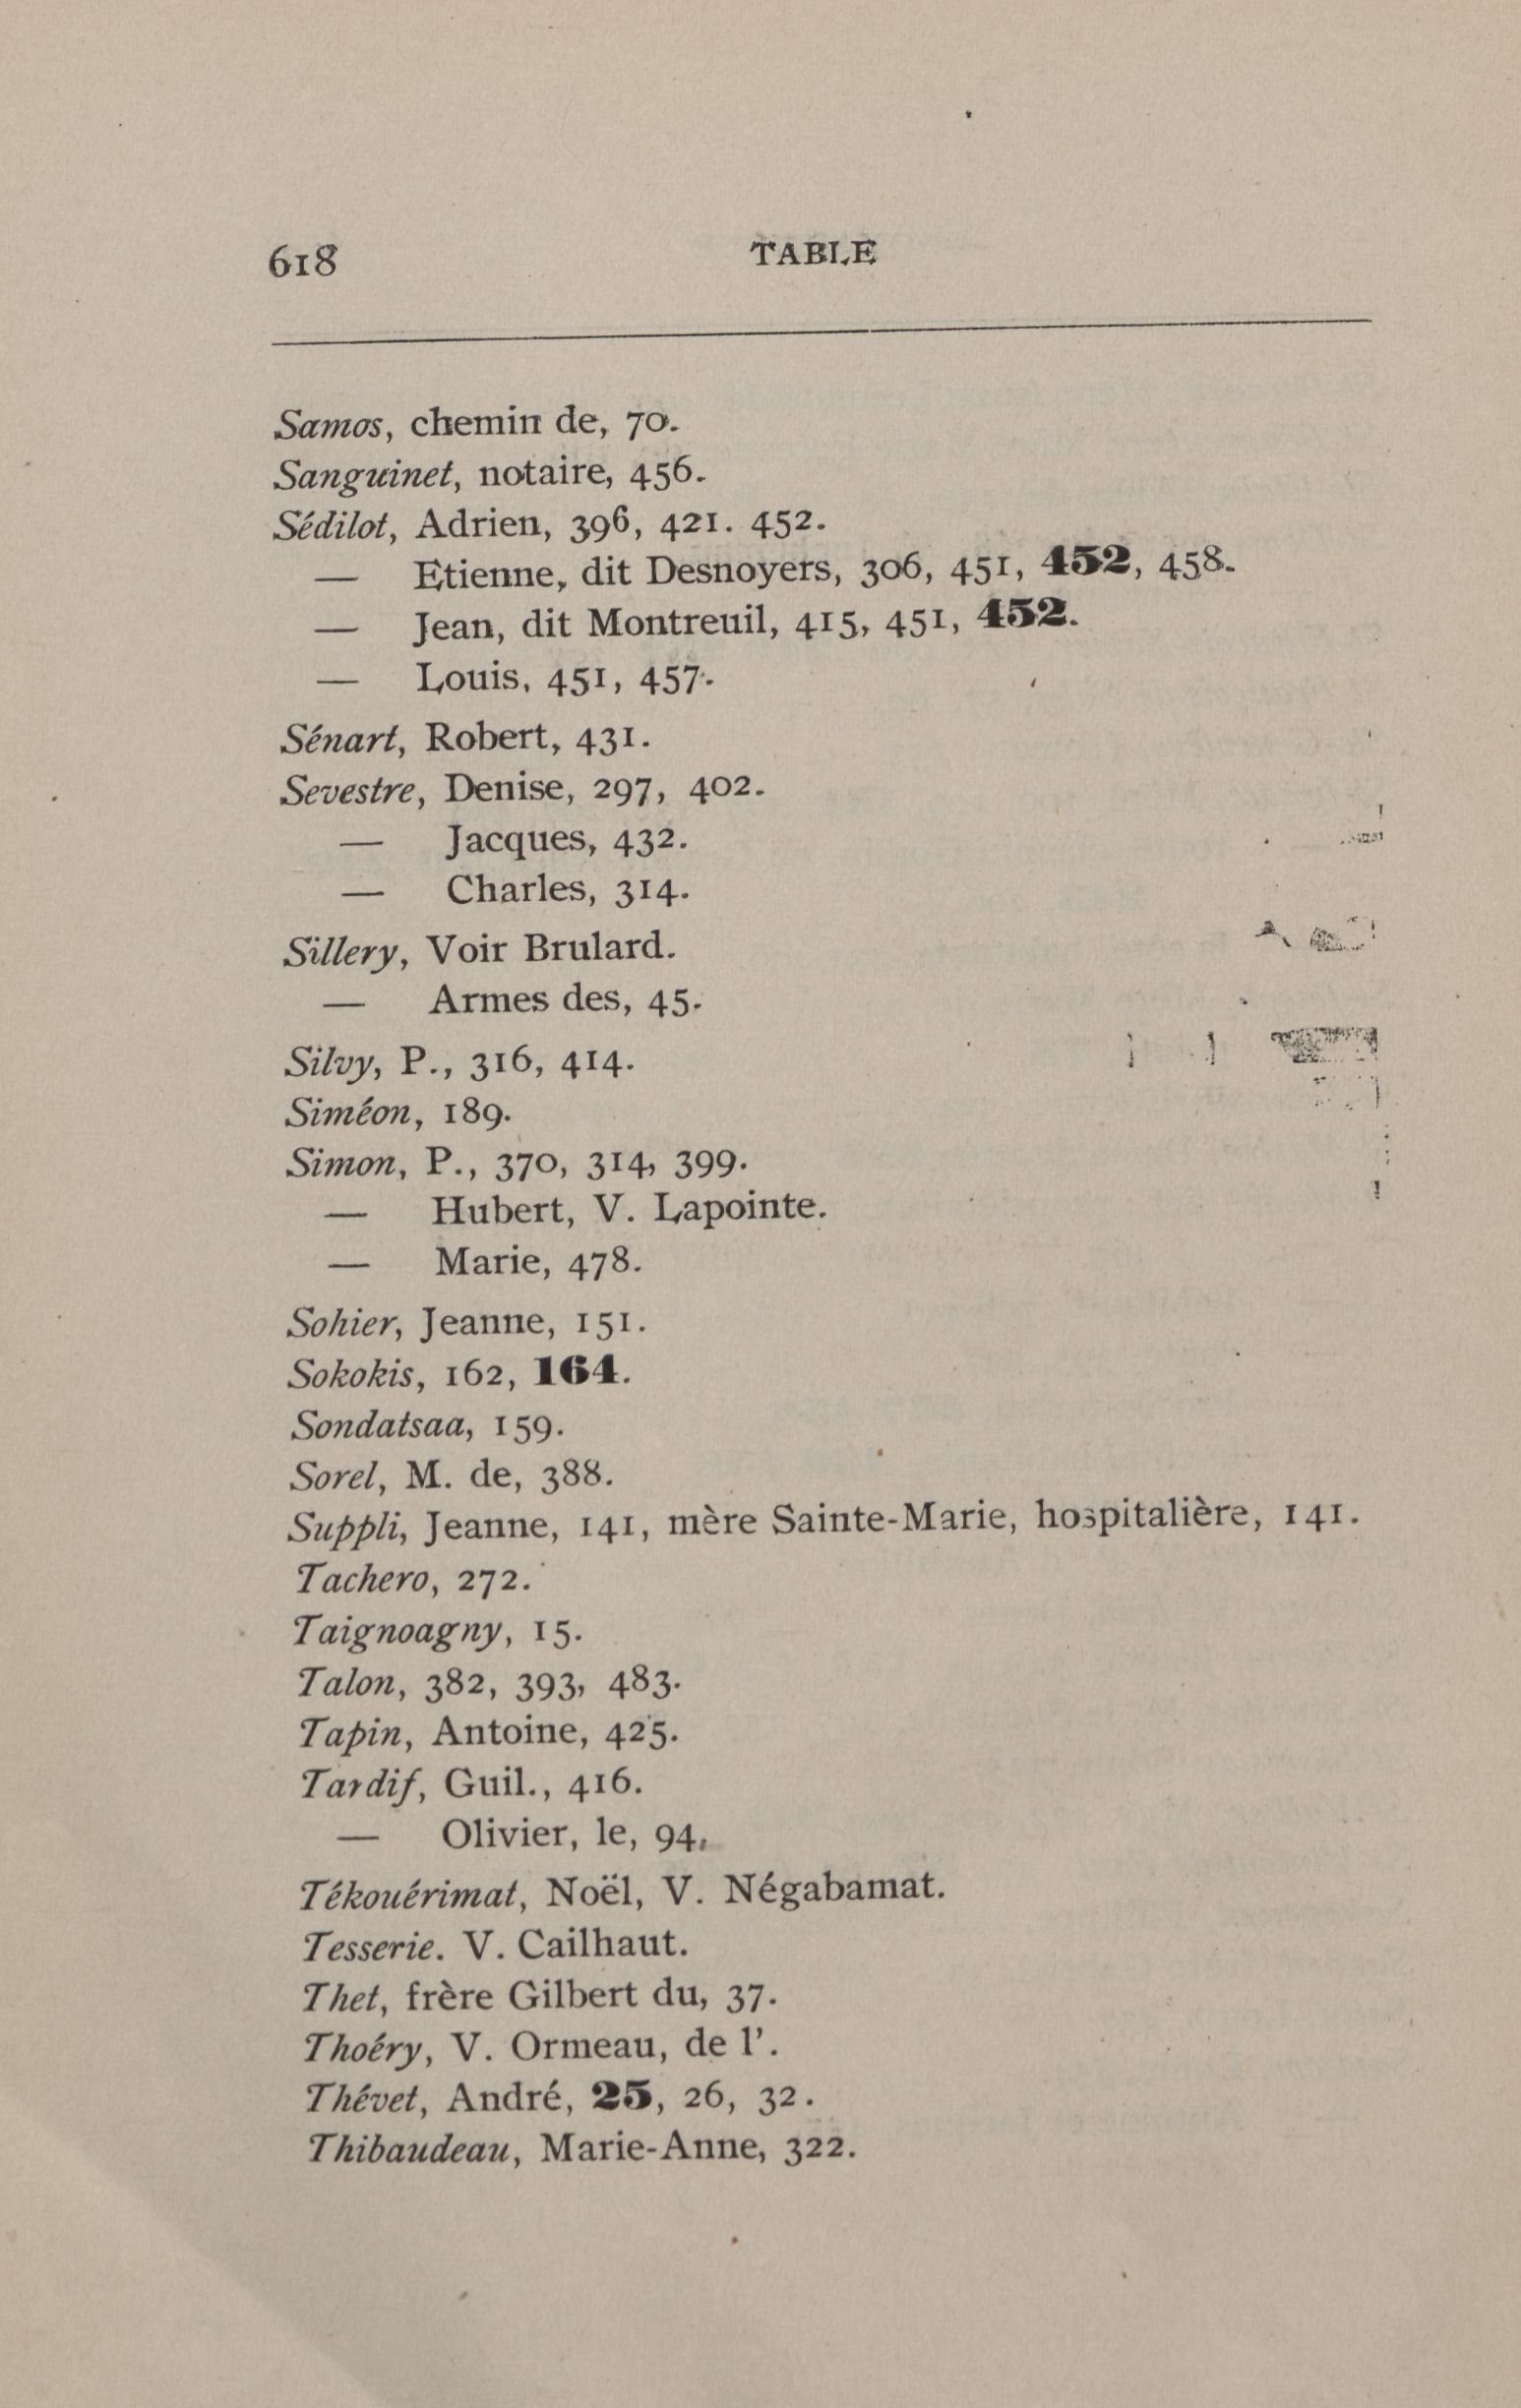 618
TABLE
Samos, chemin de, 70.
Sanguinet, notaire, 456.
Sédilot, Adrien, 396, 421. 452.
— Etienne, dit Desnoyers, 306, 451, 452, 458.
— Jean, dit Montreuil, 415, 451, 452.
— Louis, 451, 457.
Sénart, Robert, 431.
Sevestre, Denise, 297, 402.
— Jacques, 432.
— Charles, 314.
Sillery, Voir Brulard.
— Armes des, 45.
Silvy, P., 316, 414.
Siméon, 189.
Simon, P., 370, 314, 399.
— Hubert, V. Lapointe.
— Marie, 478.
Sohier, Jeanne, 151.
Sokokis, 162, 164.
Sondatsaa, 159.
Sorel, M. de, 388.
Suppli, Jeanne, 141, mère Sainte-Marie, hospitalière, 141.
Tachero, 272.
Taignoagny, 15.
Talon, 382, 393, 483.
Tapin, Antoine, 425.
Tardif, Guil., 416.
— Olivier, le, 94,
Tékouérimat, Noël, V. Négabamat.
Tesserie. V. Cailhaut.
Thet, frère Gilbert du, 37.
Thoéry, V. Ormeau, de l'.
Thévet, André, 25, 26, 32.
Thibaudeau, Marie-Anne, 322.